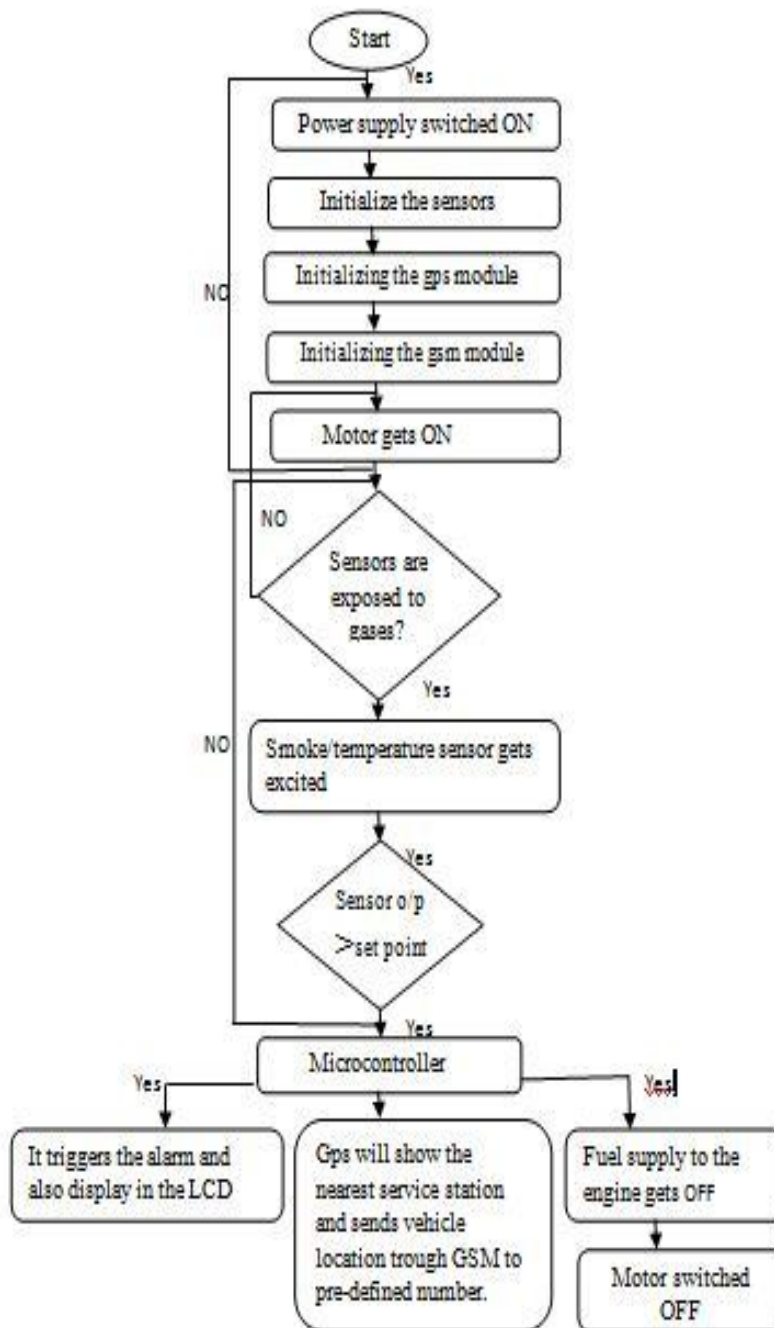 Start
Yes
Power supply switched ON
Initialize the sensors
Initializing the gps module
NO
Initializing the gsm module
Motor gets ON
NO
Sensors are
exposed to
gases?
Yes
NO
Smoke/temperature sensor gets
excited
Yes
Sensor o/p
>set point
Yes
Microcontroller
Yes
Yes
It triggers the alarm and
also display in the LCD
Gps will show the
nearest service station
and sends vehicle
location trough GSM to
pre-defined number.
Fuel supply to the
engine gets OFF
Motor switched
OFF